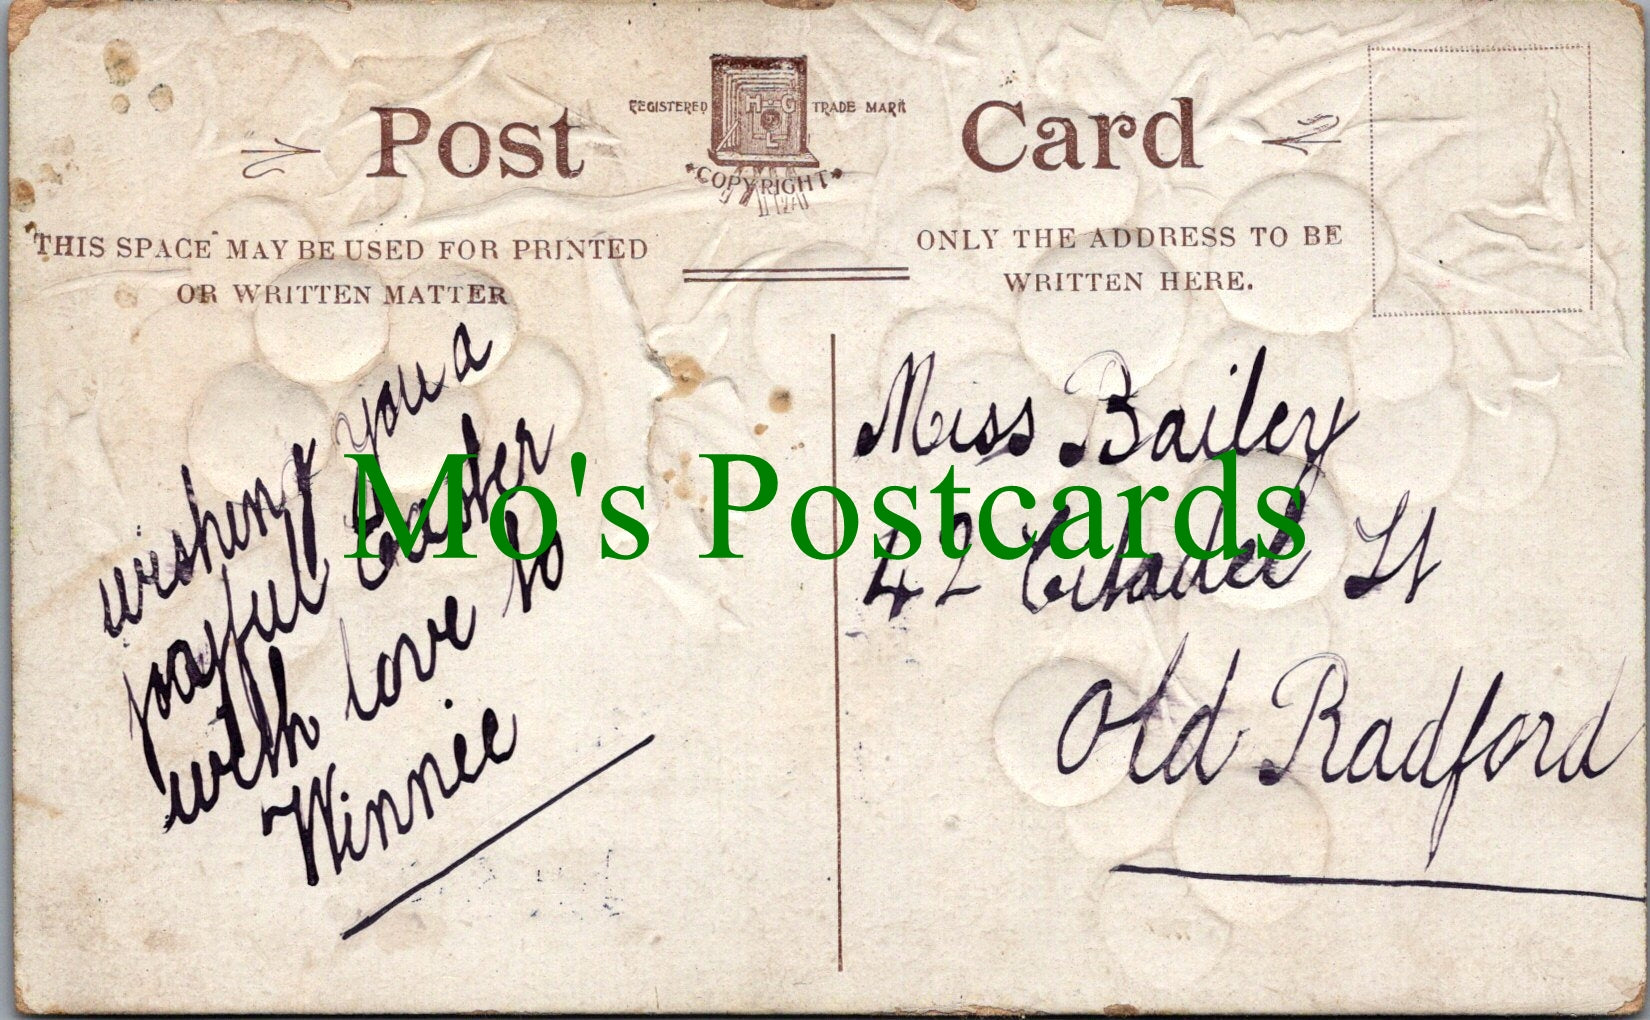 Post Card
REGISTERED TRADE MARK
H G
L
COPYRIGHT
THIS SPACE MAY BE USED FOR PRINTED
OR WRITTEN MATTER
ONLY THE ADDRESS TO BE
WRITTEN HERE.
wishing you a
joayful Easter
with love to
Winnie
Miss Bailey
42 Citadel St
Old Radford
Mo's Postcards